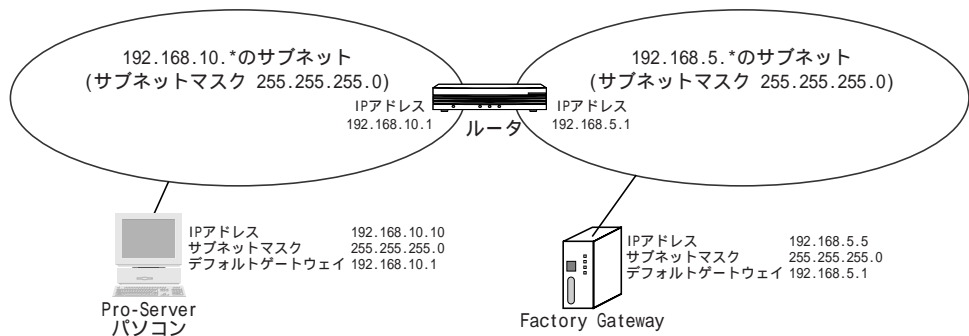 192.168.10.*のサブネット
(サブネットマスク 255.255.255.0)
192.168.5.*のサブネット
(サブネットマスク 255.255.255.0)
IPアドレス
192.168.10.1
ルータ
IPアドレス
192.168.5.1
IPアドレス 192.168.10.10
サブネットマスク 255.255.255.0
デフォルトゲートウェイ 192.168.10.1
Pro-Server
パソコン
IPアドレス 192.168.5.5
サブネットマスク 255.255.255.0
デフォルトゲートウェイ 192.168.5.1
Factory Gateway